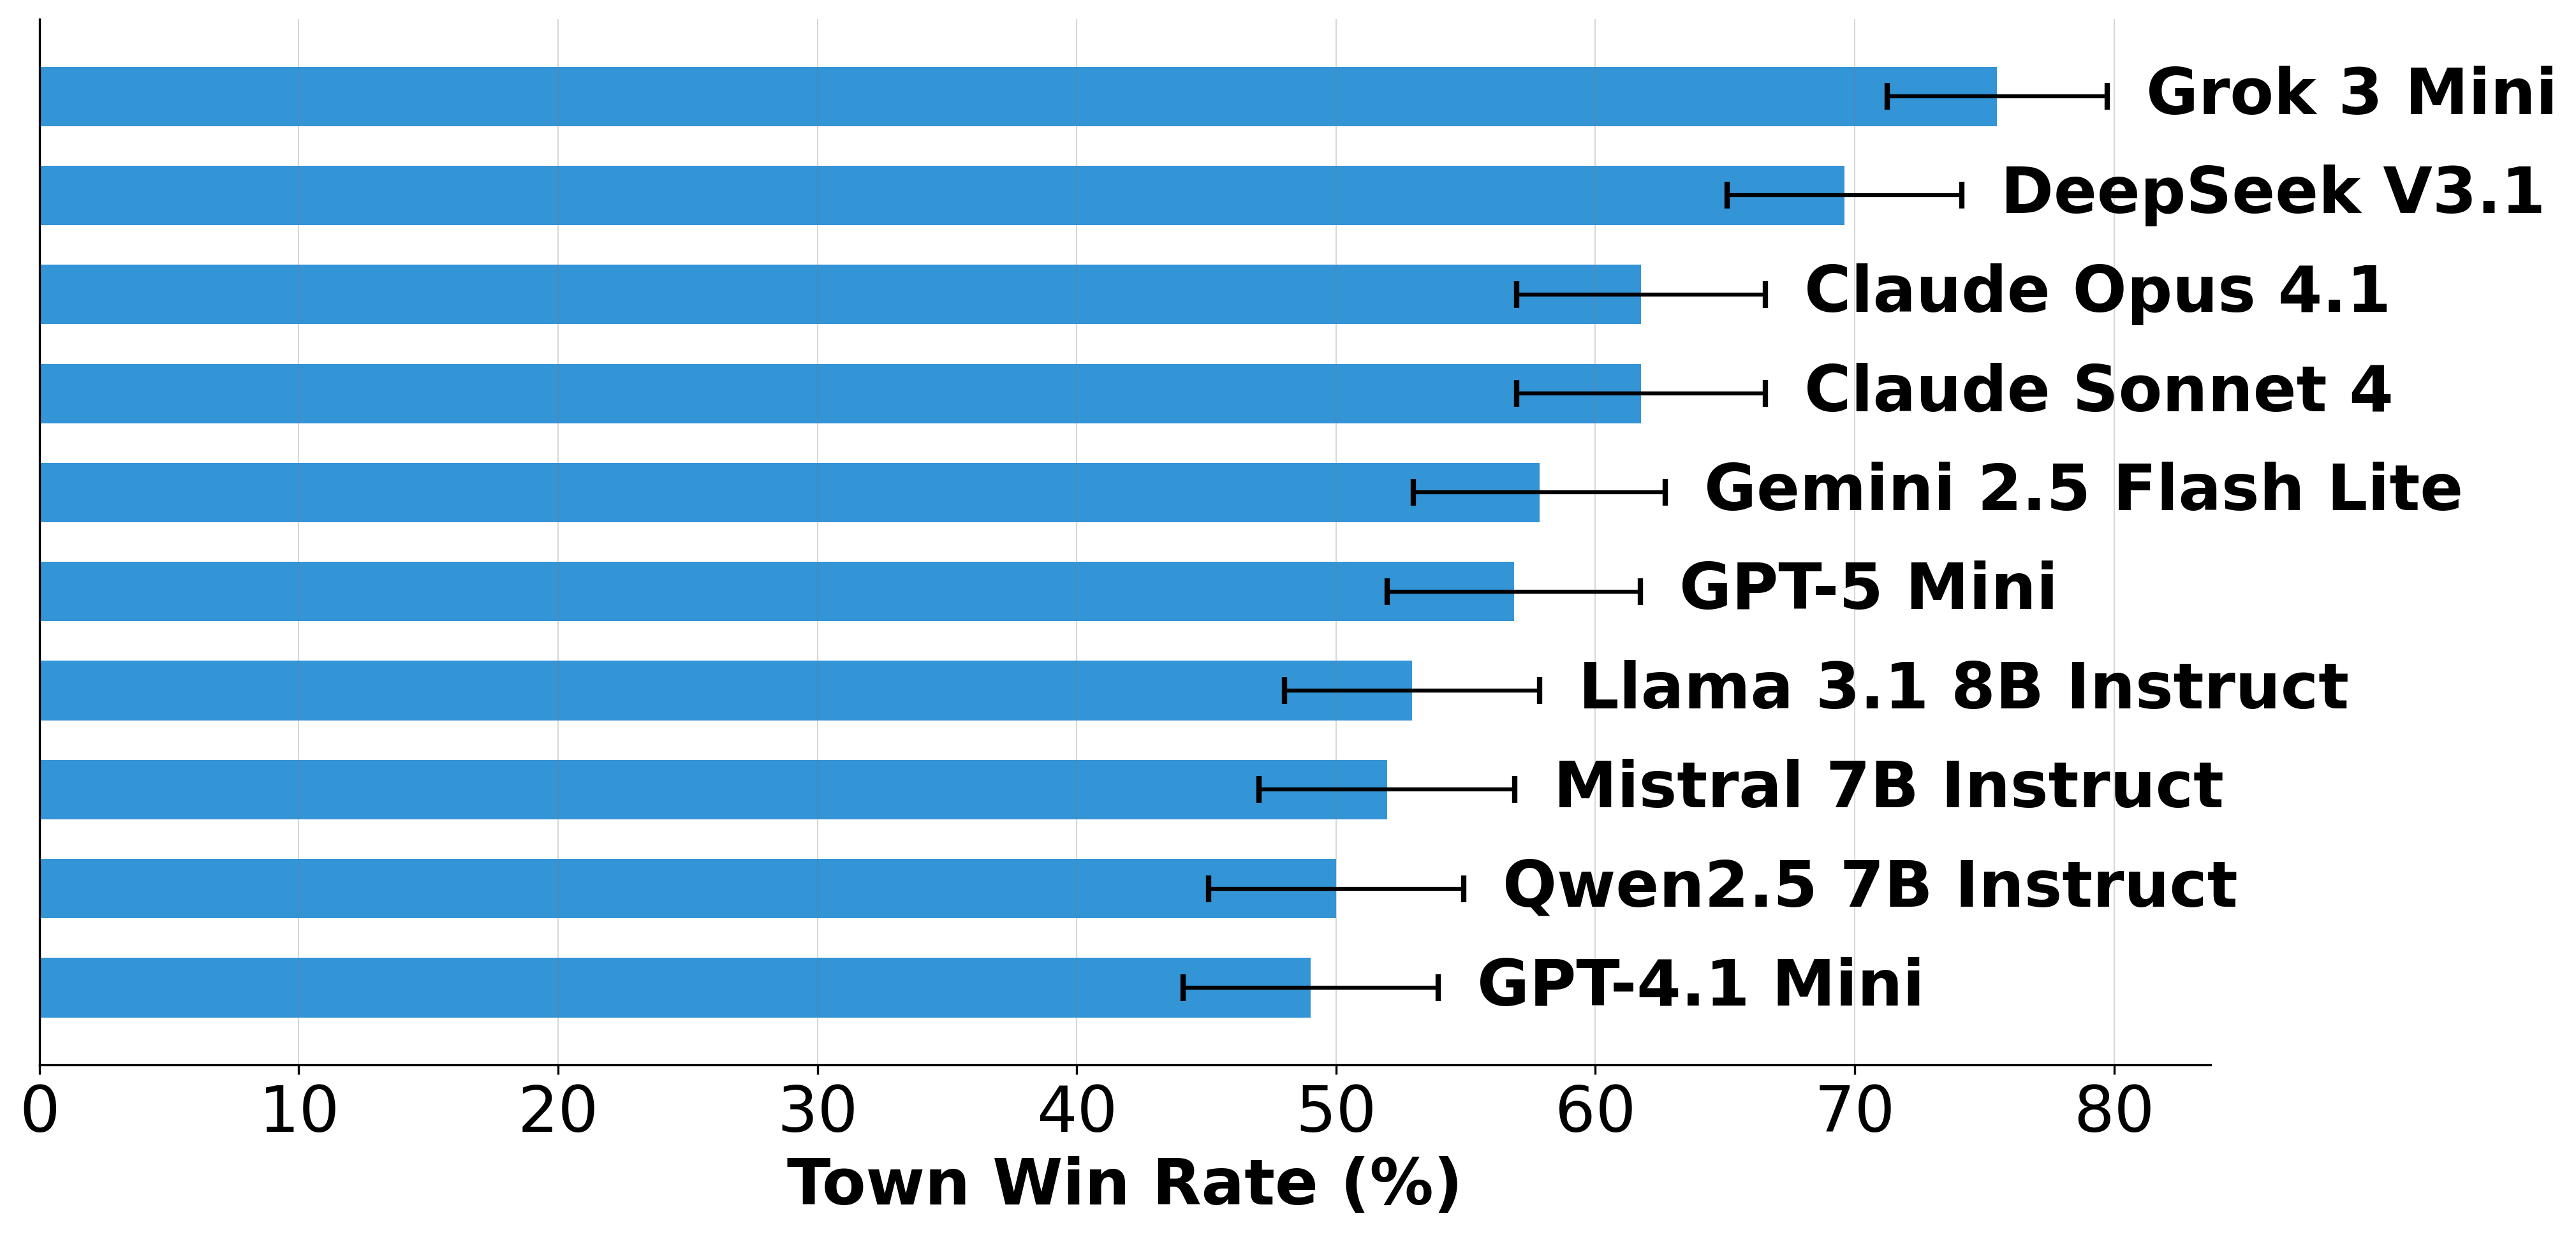 Grok 3 Mini
DeepSeek V3.1
Claude Opus 4.1
Claude Sonnet 4
Gemini 2.5 Flash Lite
GPT-5 Mini
Llama 3.1 8B Instruct
Mistral 7B Instruct
Qwen2.5 7B Instruct
GPT-4.1 Mini
0 10 20 30 40 50 60 70 80
Town Win Rate (%)